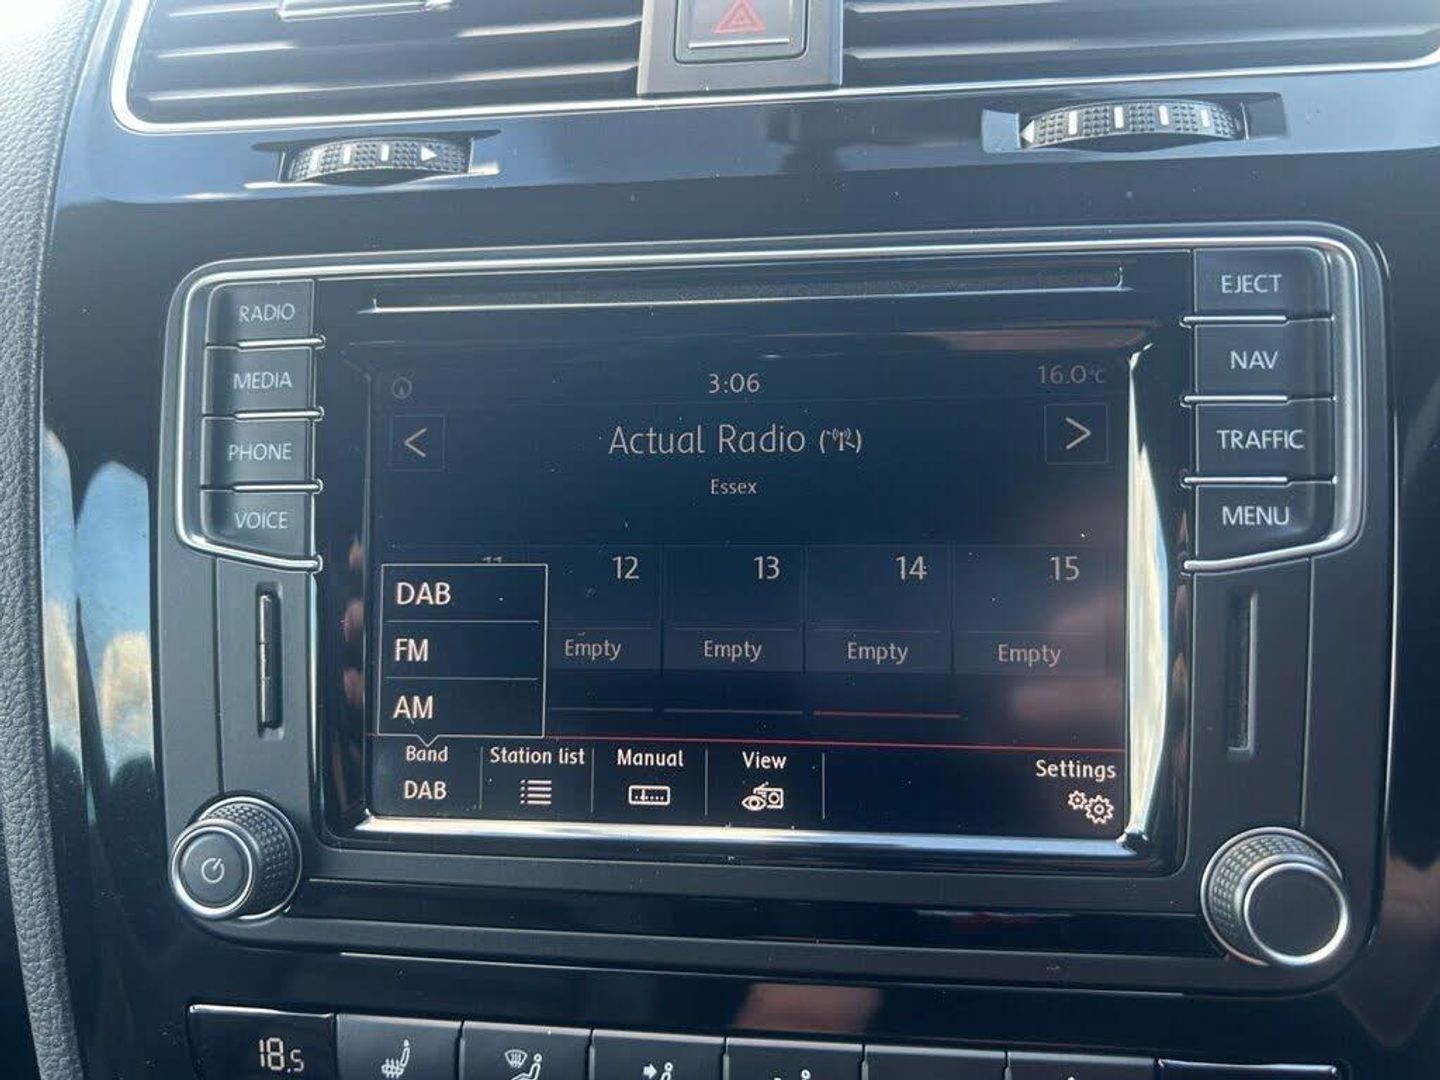 RADIO
MEDIA
PHONE
VOICE
EJECT
NAV
TRAFFIC
MENU
3:06
16.0°C
<
Actual Radio
>
Essex
11
12
13
14
15
Empty
Empty
Empty
Empty
DAB
FM
AM
Band
DAB
Station list
Manual
View
Settings
18.5